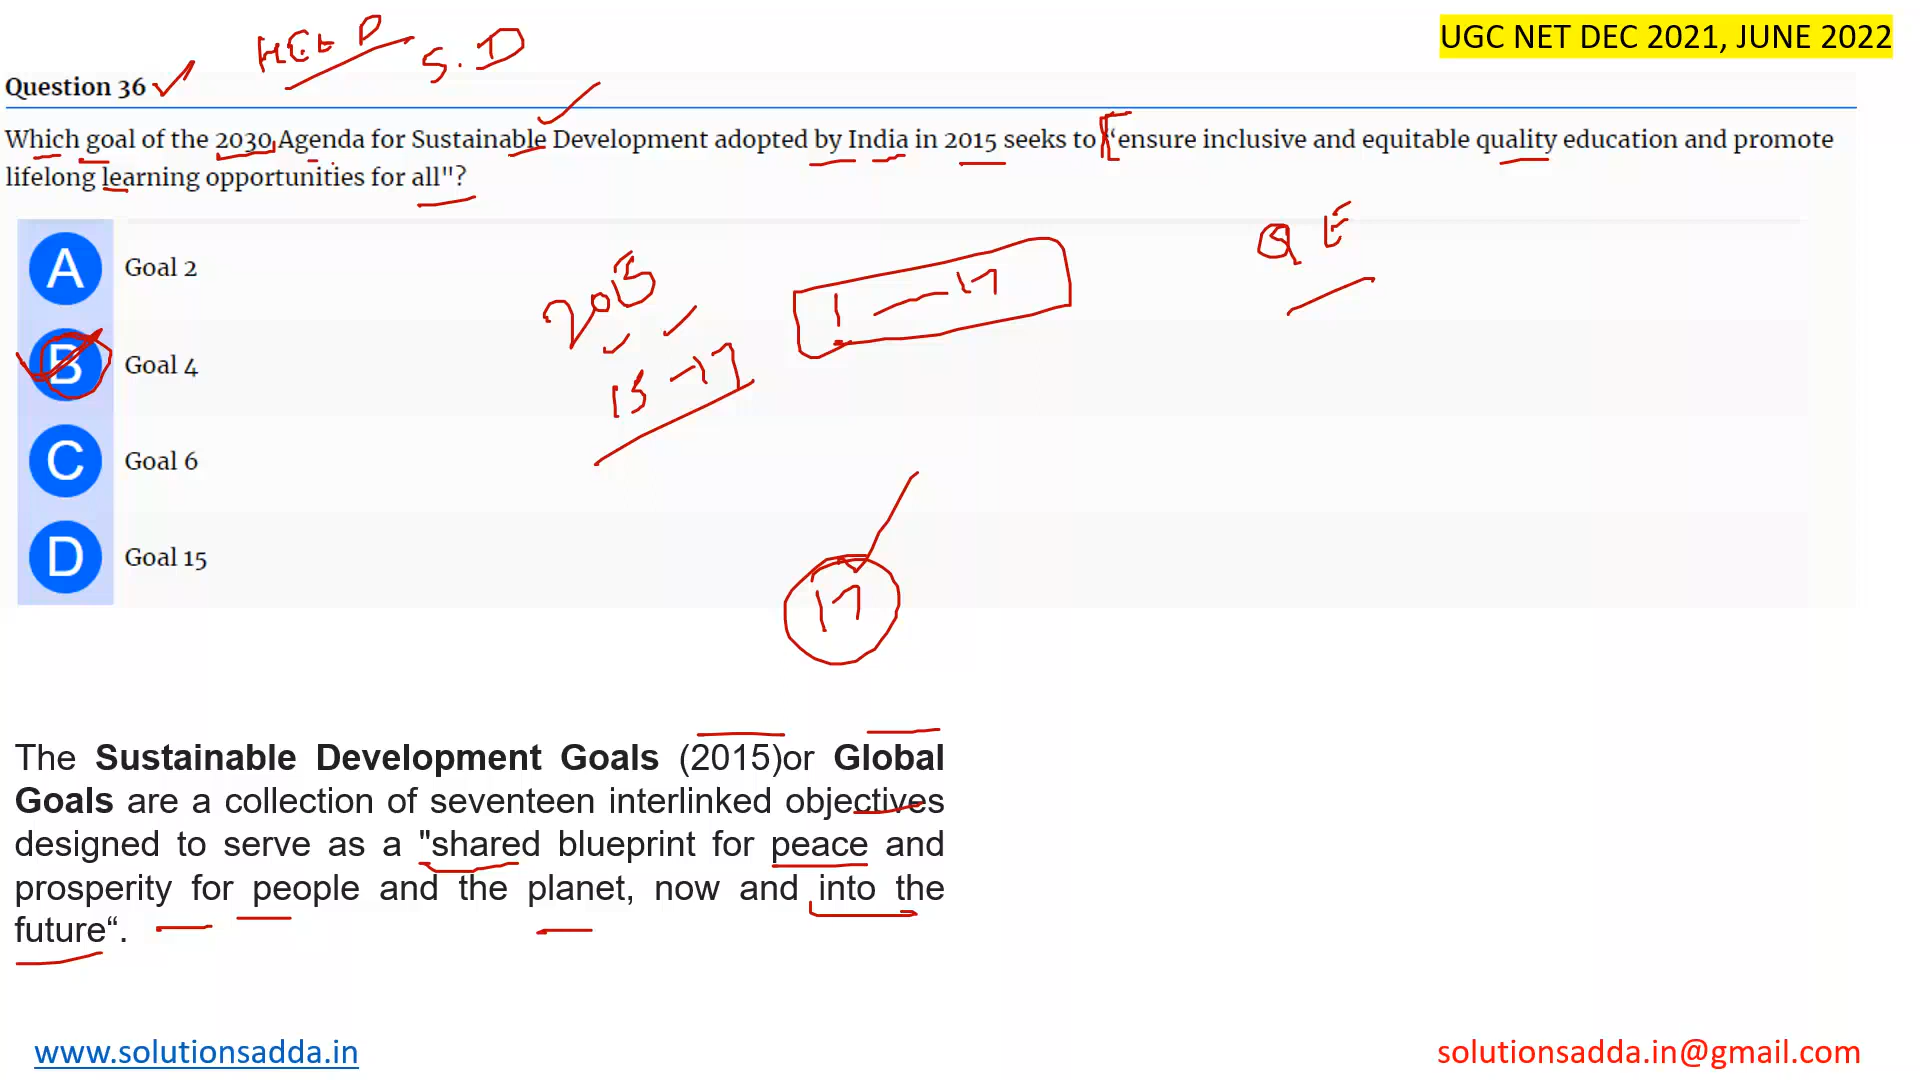 HELP
S.D
UGC NET DEC 2021, JUNE 2022
Question 36
Which goal of the 2030 Agenda for Sustainable Development adopted by India in 2015 seeks to "ensure inclusive and equitable quality education and promote
lifelong learning opportunities for all"?
A Goal 2
B Goal 4
C Goal 6
D Goal 15
Q E
2015
1 — 17
15 - 17
17
The Sustainable Development Goals (2015)or Global
Goals are a collection of seventeen interlinked objectives
designed to serve as a "shared blueprint for peace and
prosperity for people and the planet, now and into the
future“.
www.solutionsadda.in
solutionsadda.in@gmail.com